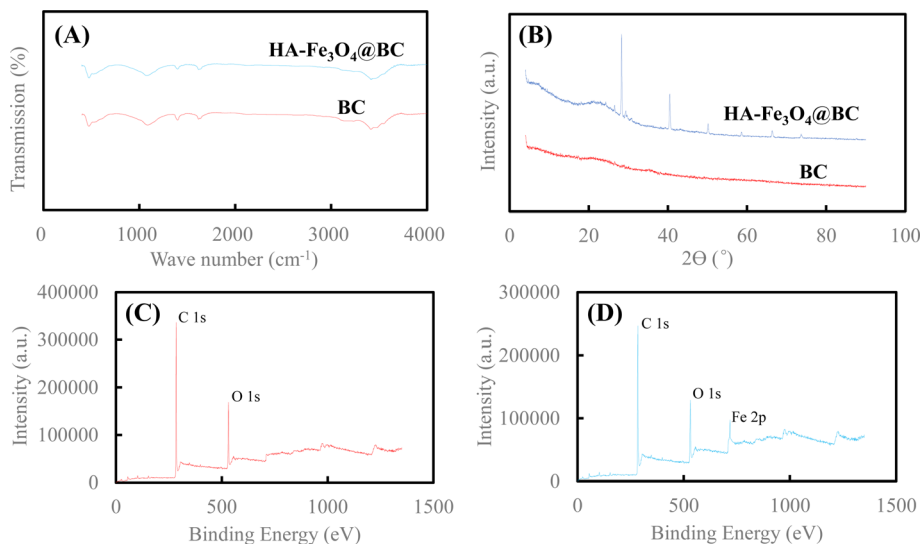 (A)
HA-Fe₃O₄@BC
BC
Transmission (%)
0 1000 2000 3000 4000
Wave number (cm⁻¹)
(B)
HA-Fe₃O₄@BC
BC
Intensity (a.u.)
0 20 40 60 80 100
2Ɵ (°)
(C)
C 1s
O 1s
400000
300000
200000
100000
0
Intensity (a.u.)
0 500 1000 1500
Binding Energy (eV)
(D)
C 1s
O 1s
Fe 2p
300000
200000
100000
0
Intensity (a.u.)
0 500 1000 1500
Binding Energy (eV)